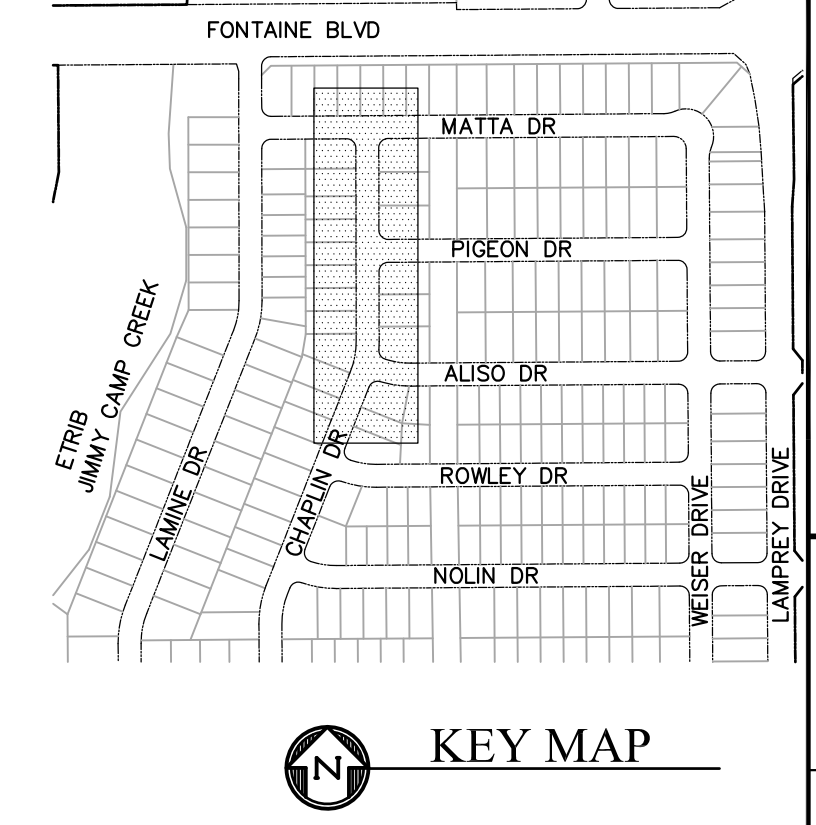 FONTAINE BLVD
MATTA DR
PIGEON DR
ETRIB
JIMMY CAMP CREEK
ALISO DR
LAMINE DR
CHAPLIN DR
ROWLEY DR
WEISER DRIVE
LAMPREY DRIVE
NOLIN DR
N
KEY MAP